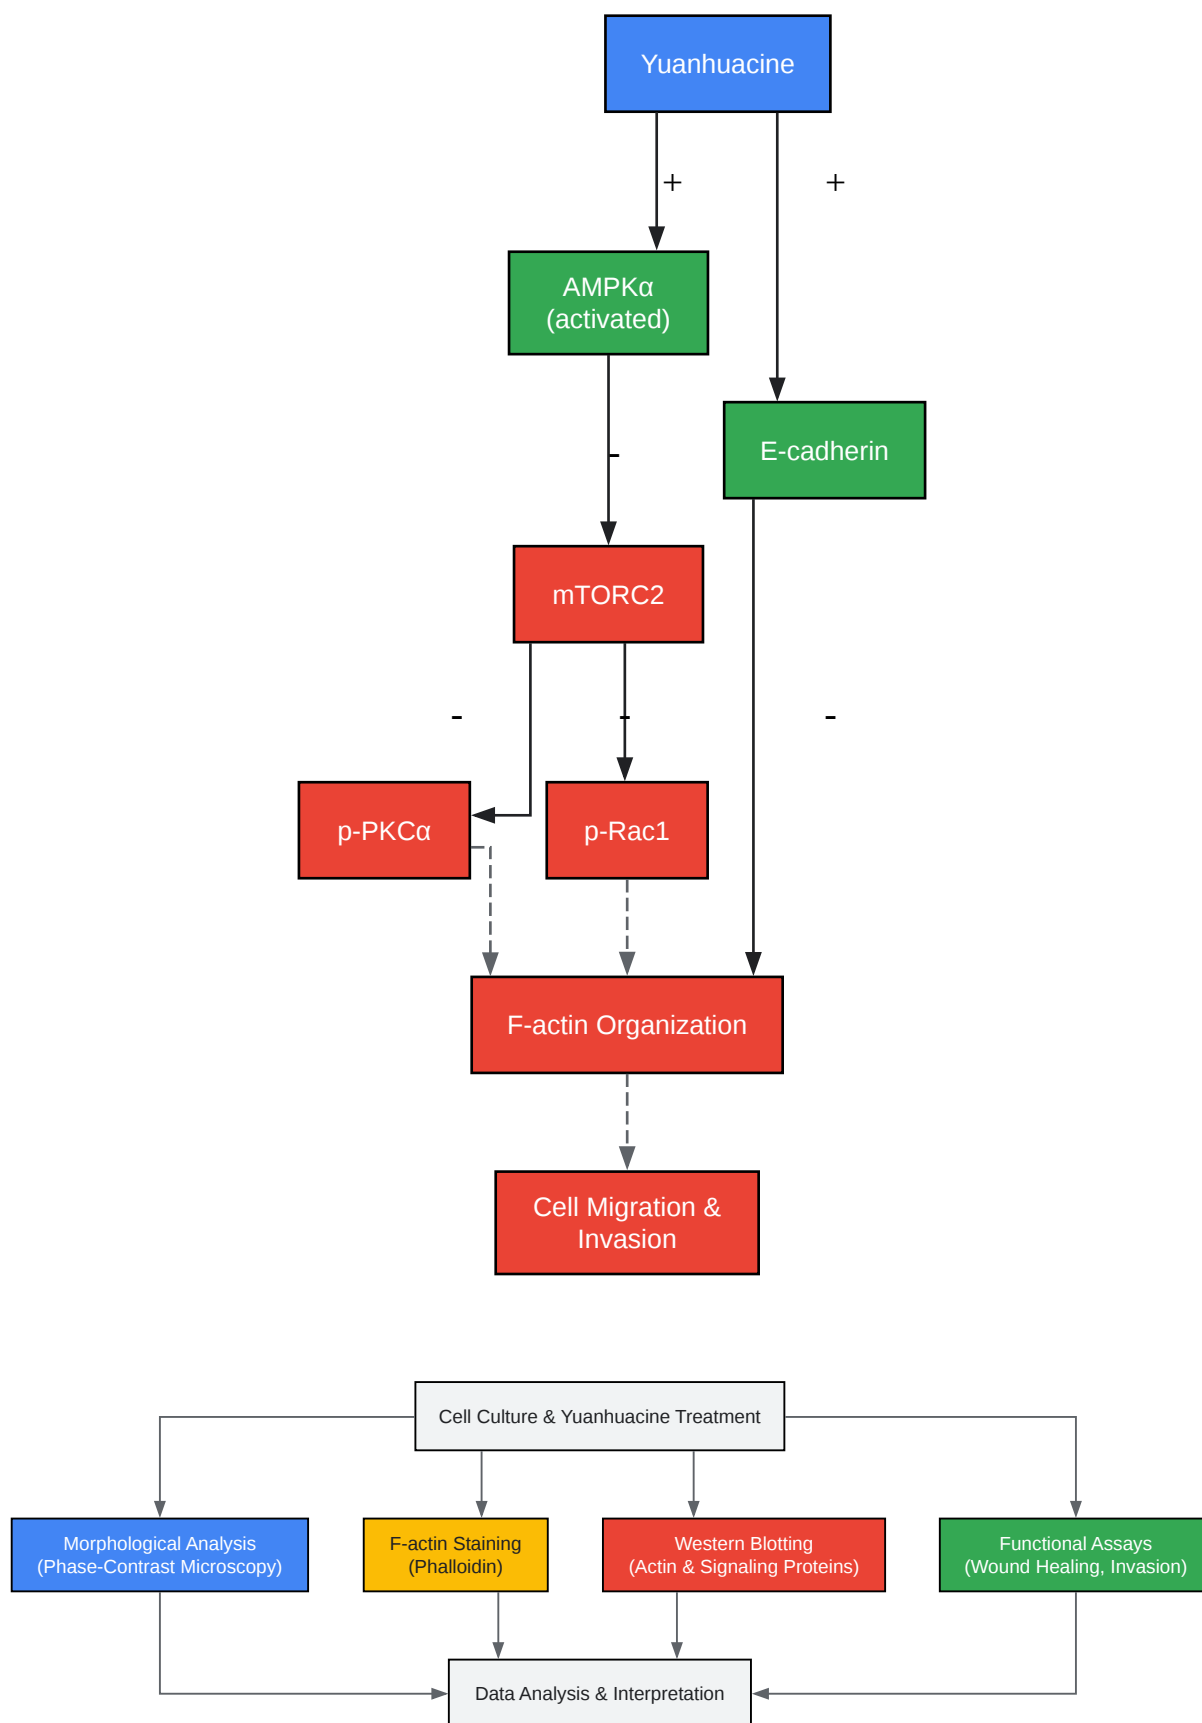 Yuanhuacine
+
+
AMPKα
(activated)
E-cadherin
-
mTORC2
-
-
-
p-PKCα
p-Rac1
F-actin Organization
Cell Migration &
Invasion
Cell Culture & Yuanhuacine Treatment
Morphological Analysis
(Phase-Contrast Microscopy)
F-actin Staining
(Phalloidin)
Western Blotting
(Actin & Signaling Proteins)
Functional Assays
(Wound Healing, Invasion)
Data Analysis & Interpretation